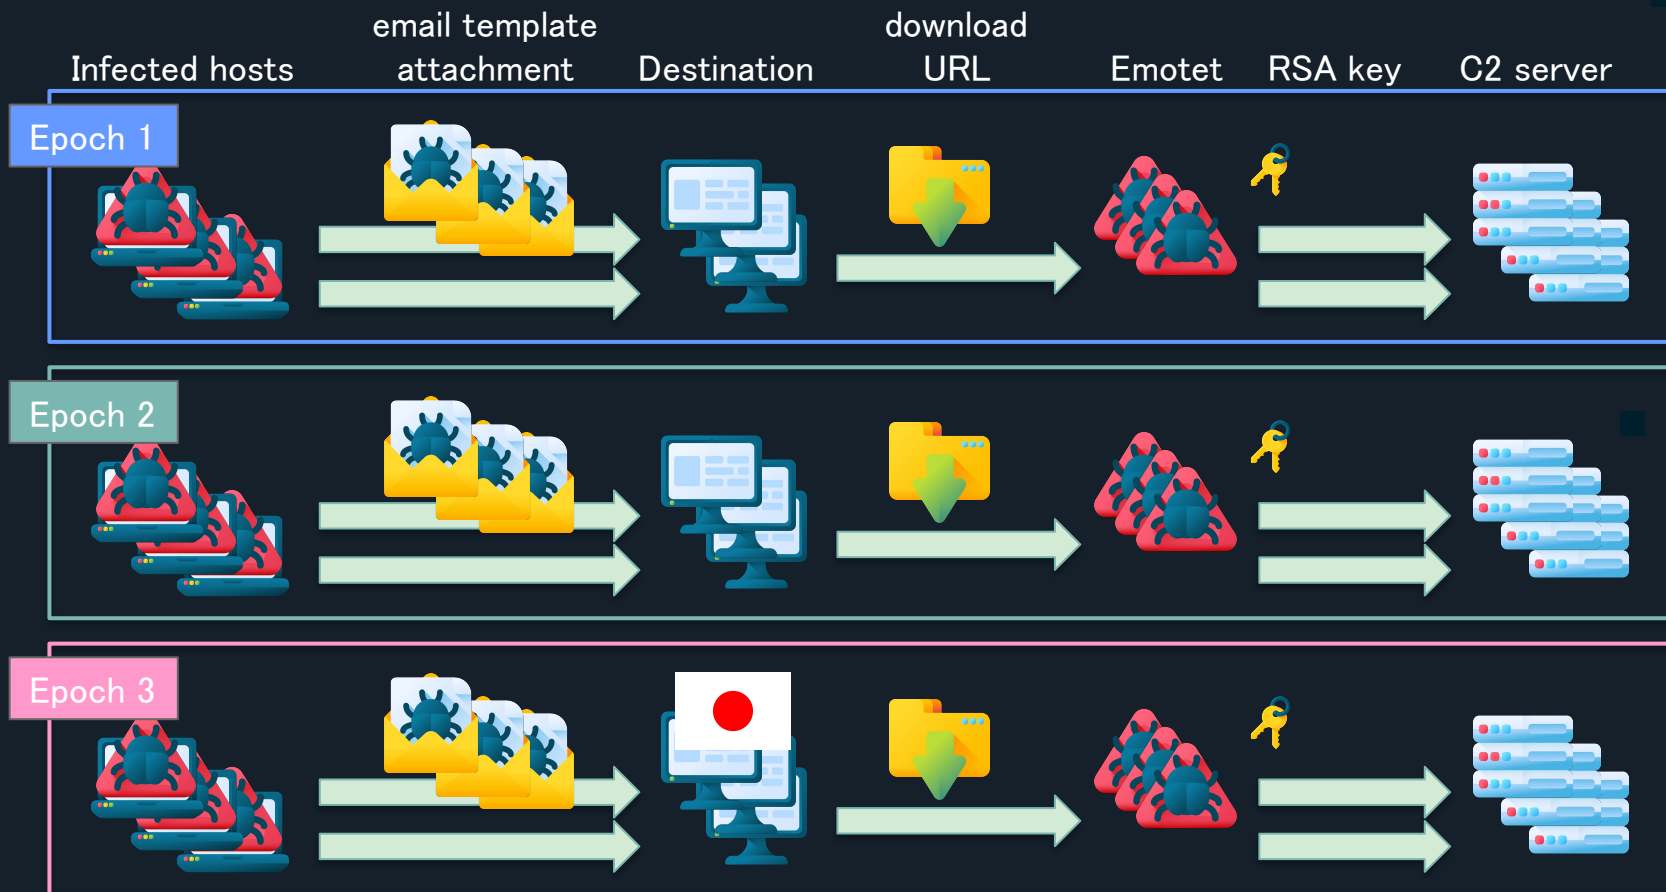 email template
download
Infected hosts
attachment
Destination
URL
Emotet
RSA key
C2 server
Epoch 1
Epoch 2
Epoch 3